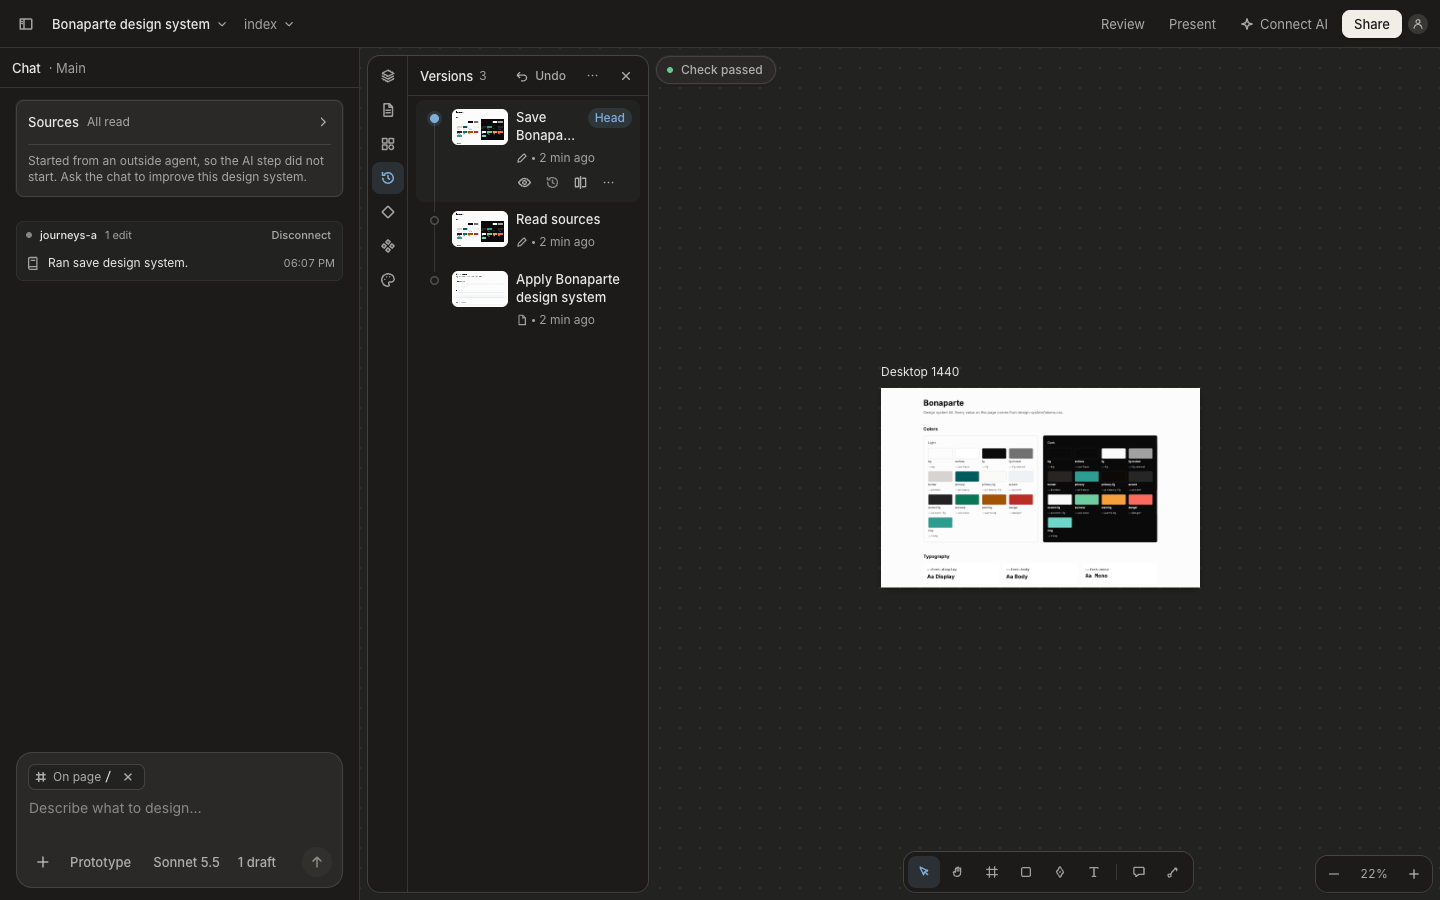 Bonaparte design system
index
Review
Present
Connect AI
Share
Chat · Main
Sources All read
Started from an outside agent, so the AI step did not
start. Ask the chat to improve this design system.
journeys-a 1 edit Disconnect
Ran save design system. 06:07 PM
On page /
Describe what to design...
Prototype Sonnet 5.5 1 draft
Versions 3 Undo
Save
Bonapa...
Head
• 2 min ago
Read sources
• 2 min ago
Apply Bonaparte
design system
• 2 min ago
Check passed
Desktop 1440
Bonaparte
Colors
Light
Dark
Typography
Aa Display
Aa Body
Aa Mono
22%